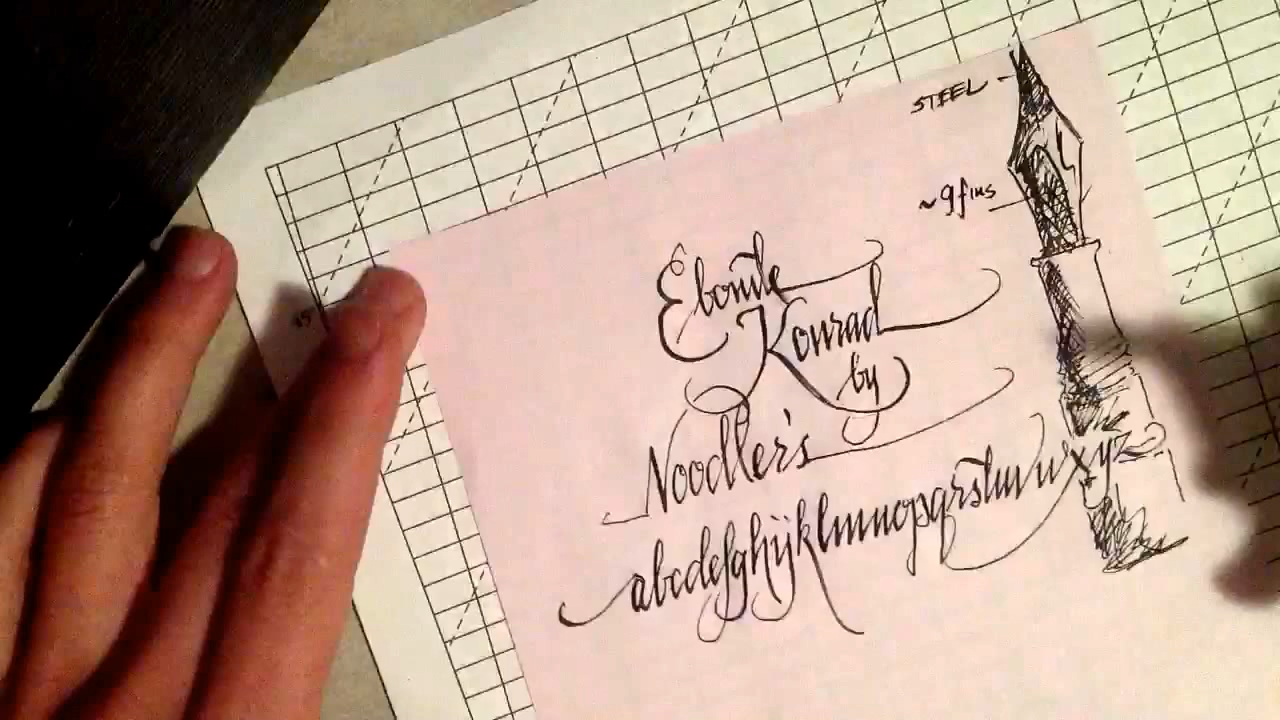 STEEL
~9 fins
Ebonite
Konrad
by
Noodler's
abcdefghijklmnopqrstuvwxyz